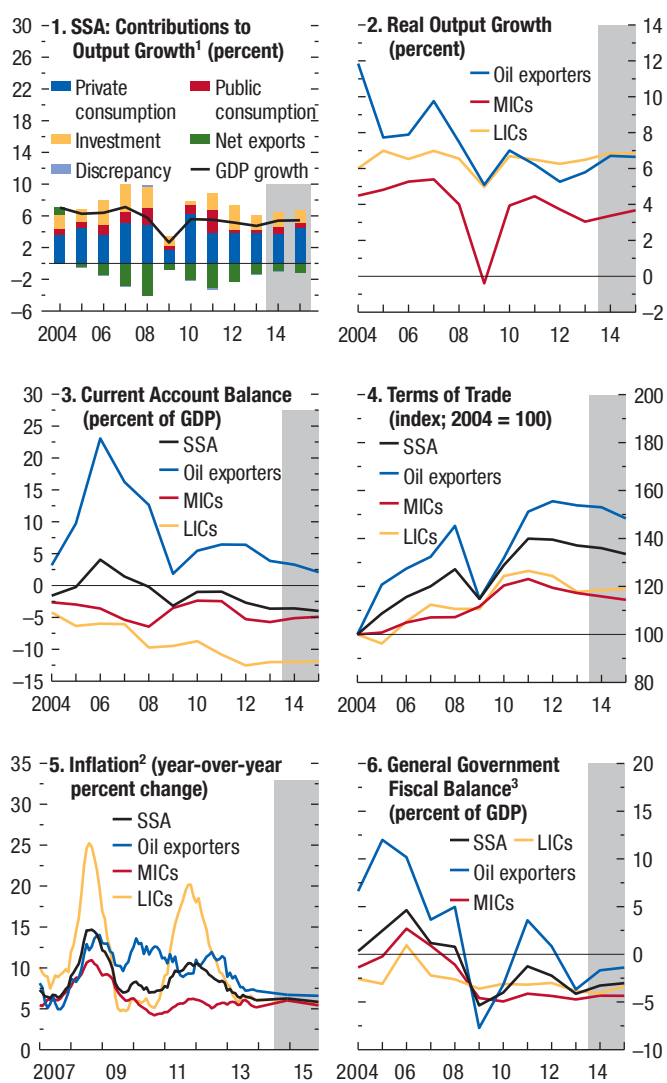 1. SSA: Contributions to
Output Growth1 (percent)
Private consumption
Public consumption
Investment
Net exports
Discrepancy
GDP growth
30
26
22
18
14
10
6
2
–2
–6
2004 06 08 10 12 14
2. Real Output Growth
(percent)
Oil exporters
MICs
LICs
14
12
10
8
6
4
2
0
–2
2004 06 08 10 12 14
3. Current Account Balance
(percent of GDP)
SSA
Oil exporters
MICs
LICs
30
25
20
15
10
5
0
–5
–10
–15
2004 06 08 10 12 14
4. Terms of Trade
(index; 2004 = 100)
SSA
Oil exporters
MICs
LICs
200
180
160
140
120
100
80
2004 06 08 10 12 14
5. Inflation2 (year-over-year
percent change)
SSA
Oil exporters
MICs
LICs
35
30
25
20
15
10
5
0
2007 09 11 13 15
6. General Government
Fiscal Balance3
(percent of GDP)
SSA LICs
Oil exporters
MICs
20
15
10
5
0
–5
–10
2004 06 08 10 12 14